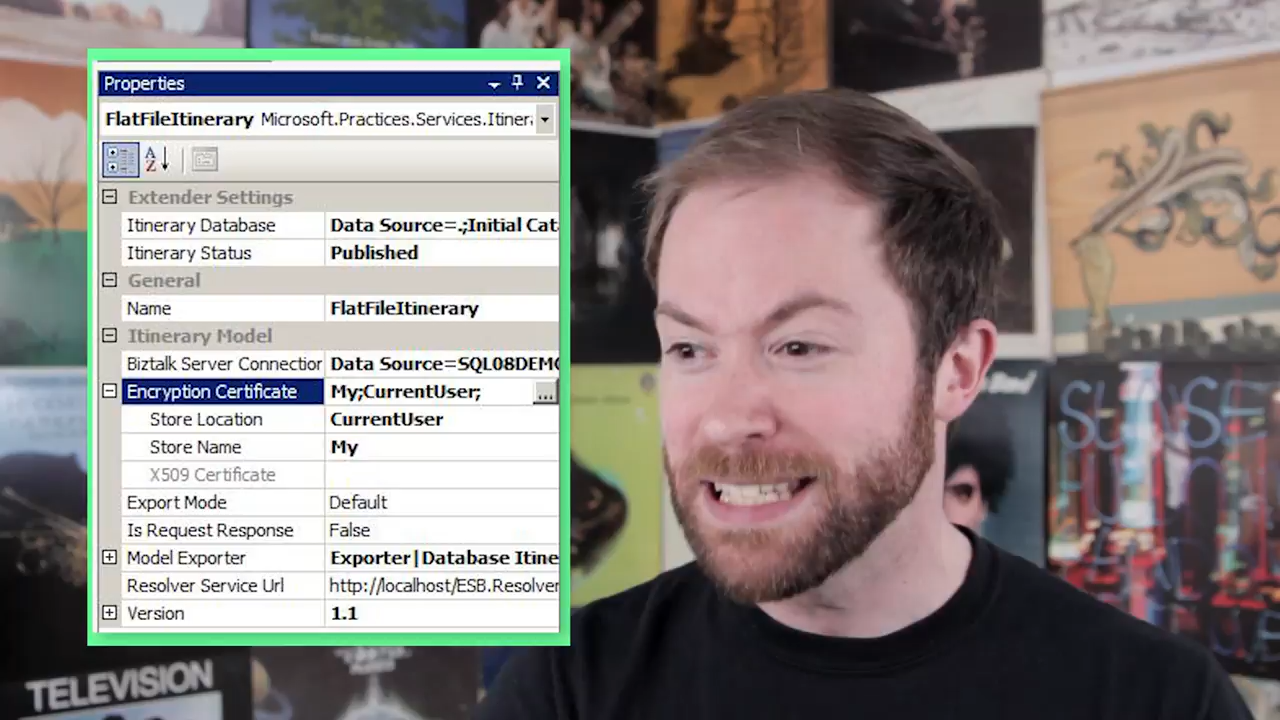 Properties
FlatFileItinerary Microsoft.Practices.Services.Itiner
Extender Settings
Itinerary Database Data Source=.;Initial Cat
Itinerary Status Published
General
Name FlatFileItinerary
Itinerary Model
Biztalk Server Connection Data Source=SQL08DEMO
Encryption Certificate My;CurrentUser; ...
Store Location CurrentUser
Store Name My
X509 Certificate
Export Mode Default
Is Request Response False
Model Exporter Exporter|Database Itine
Resolver Service Url http://localhost/ESB.Resolver
Version 1.1
TELEVISION
SUNSET